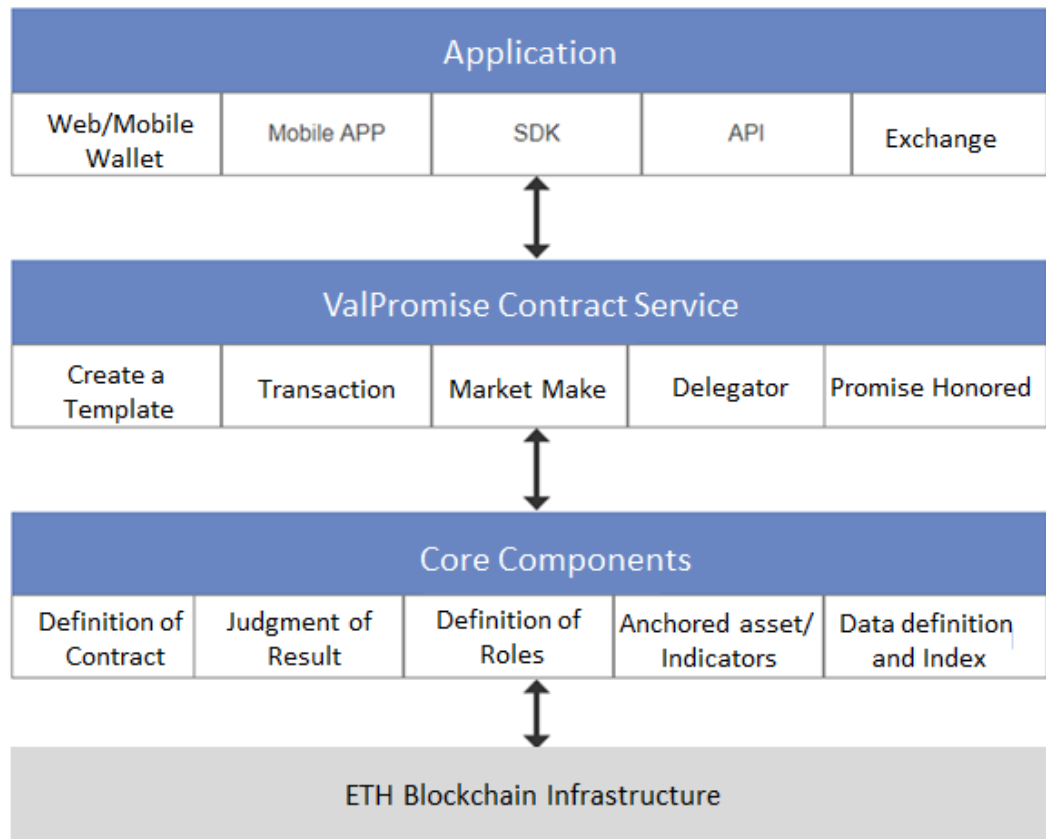 Application
Web/Mobile
Wallet
Mobile APP
SDK
API
Exchange
ValPromise Contract Service
Create a
Template
Transaction
Market Make
Delegator
Promise Honored
Core Components
Definition of
Contract
Judgment of
Result
Definition of
Roles
Anchored asset/
Indicators
Data definition
and Index
ETH Blockchain Infrastructure